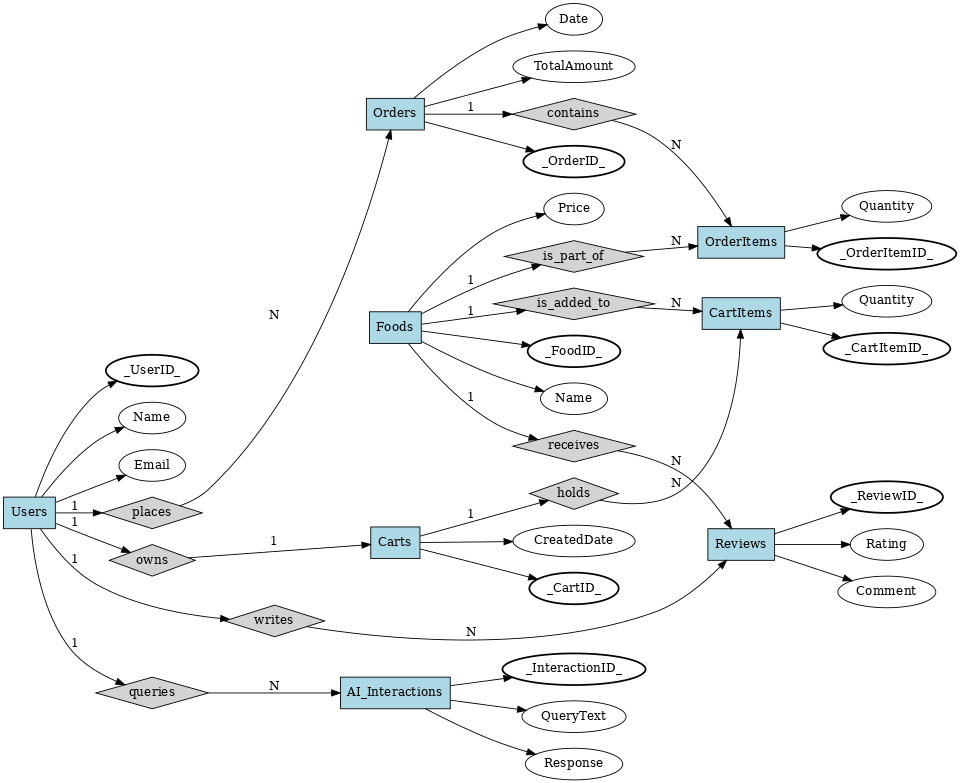 Date
TotalAmount
Orders
1
contains
N
_OrderID_
Price
Quantity
is_part_of
N
OrderItems
_OrderItemID_
1
Foods
1
is_added_to
N
CartItems
Quantity
_CartItemID_
N
_FoodID_
_UserID_
Name
1
Name
receives
N
Email
Users
1
places
1
owns
1
Carts
1
holds
N
CreatedDate
_CartID_
_ReviewID_
Reviews
Rating
Comment
1
writes
N
1
queries
N
AI_Interactions
_InteractionID_
QueryText
Response